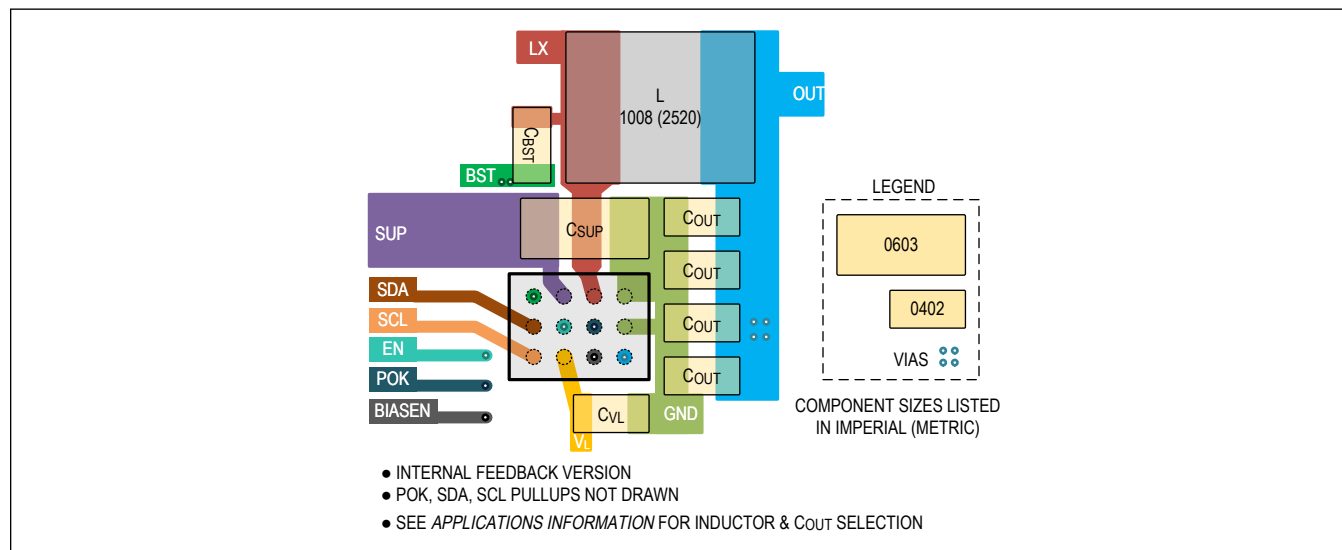 LX
L
1008 (2520)
OUT
CBST
BST
LEGEND
SUP
CSUP
COUT
0603
COUT
SDA
SCL
COUT
0402
EN
VIAS
POK
COUT
BIASEN
CVL
GND
COMPONENT SIZES LISTED
IN IMPERIAL (METRIC)
VL
● INTERNAL FEEDBACK VERSION
● POK, SDA, SCL PULLUPS NOT DRAWN
● SEE APPLICATIONS INFORMATION FOR INDUCTOR & COUT SELECTION